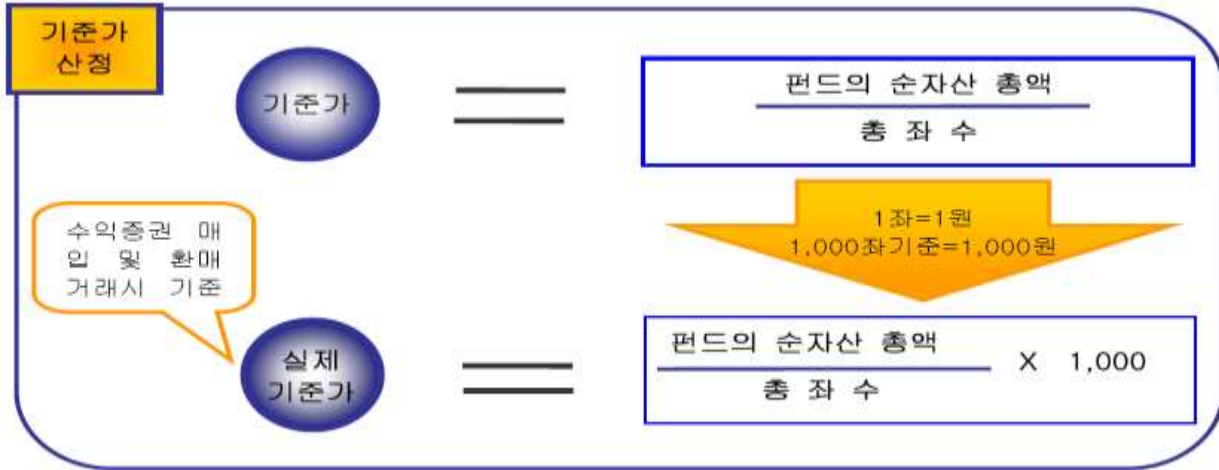 기준가
산정
기준가
펀드의 순자산 총액
총 좌 수
1좌=1원
1,000좌기준=1,000원
수익증권 매
입 및 환매
거래시 기준
실제
기준가
펀드의 순자산 총액
총 좌 수
X 1,000